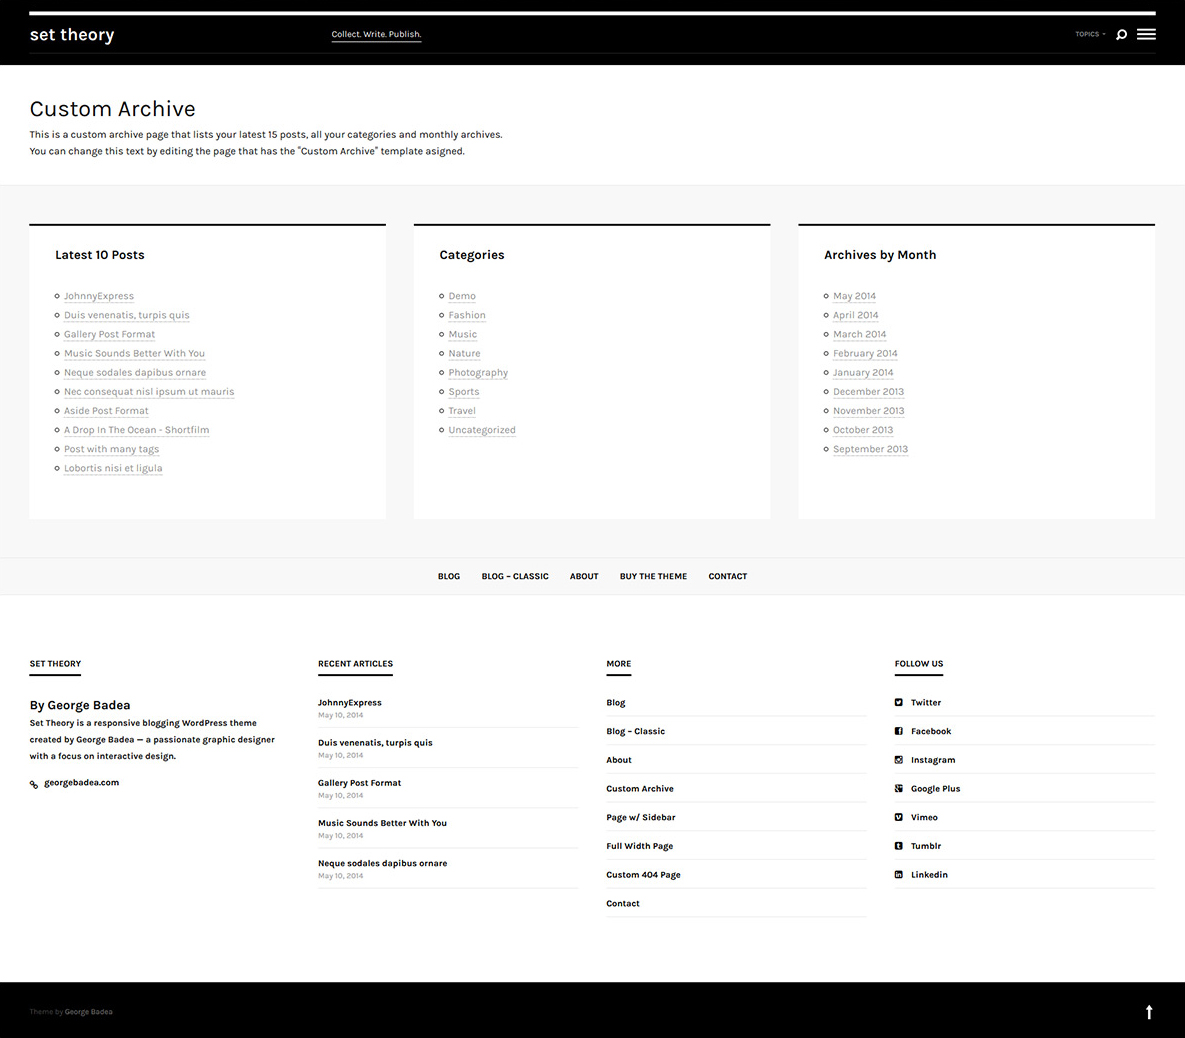 set theory
Collect. Write. Publish.
TOPICS
Custom Archive
This is a custom archive page that lists your latest 15 posts, all your categories and monthly archives.
You can change this text by editing the page that has the "Custom Archive" template asigned.
Latest 10 Posts
JohnnyExpress
Duis venenatis, turpis quis
Gallery Post Format
Music Sounds Better With You
Neque sodales dapibus ornare
Nec consequat nisl ipsum ut mauris
Aside Post Format
A Drop In The Ocean - Shortfilm
Post with many tags
Lobortis nisi et ligula
Categories
Demo
Fashion
Music
Nature
Photography
Sports
Travel
Uncategorized
Archives by Month
May 2014
April 2014
March 2014
February 2014
January 2014
December 2013
November 2013
October 2013
September 2013
BLOG
BLOG – CLASSIC
ABOUT
BUY THE THEME
CONTACT
SET THEORY
By George Badea
Set Theory is a responsive blogging WordPress theme
created by George Badea — a passionate graphic designer
with a focus on interactive design.
georgebadea.com
RECENT ARTICLES
JohnnyExpress
May 10, 2014
Duis venenatis, turpis quis
May 10, 2014
Gallery Post Format
May 10, 2014
Music Sounds Better With You
May 10, 2014
Neque sodales dapibus ornare
May 10, 2014
MORE
Blog
Blog – Classic
About
Custom Archive
Page w/ Sidebar
Full Width Page
Custom 404 Page
Contact
FOLLOW US
Twitter
Facebook
Instagram
Google Plus
Vimeo
Tumblr
Linkedin
Theme by George Badea